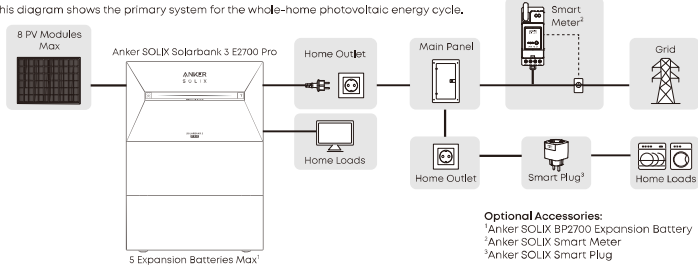 his diagram shows the primary system for the whole-home photovoltaic energy cycle.
8 PV Modules
Max
Anker SOLIX Solarbank 3 E2700 Pro
ANKER
SOLIX
Home Outlet
Home Loads
Main Panel
Smart
Meter²
Grid
Home Outlet
Smart Plug³
Home Loads
5 Expansion Batteries Max¹
Optional Accessories:
¹Anker SOLIX BP2700 Expansion Battery
²Anker SOLIX Smart Meter
³Anker SOLIX Smart Plug